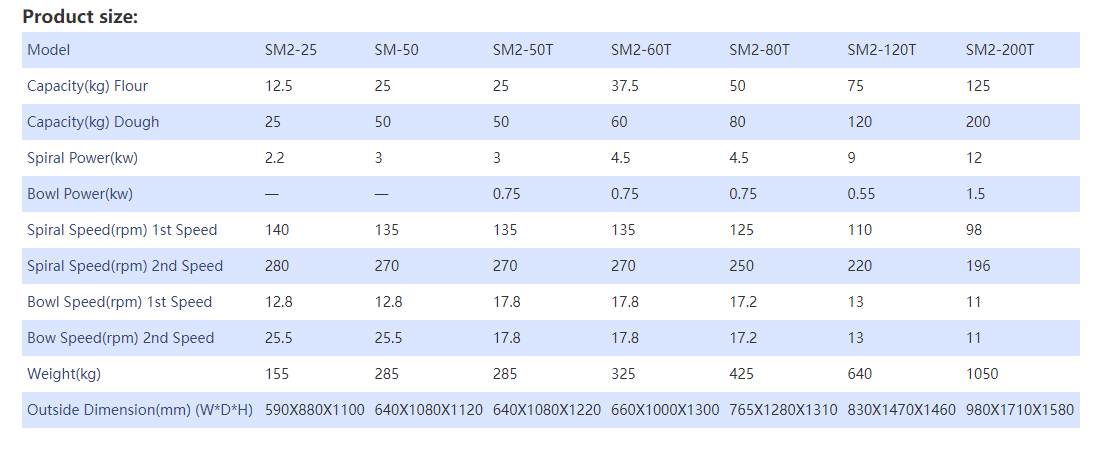 Product size:
Model SM2-25 SM-50 SM2-50T SM2-60T SM2-80T SM2-120T SM2-200T
Capacity(kg) Flour 12.5 25 25 37.5 50 75 125
Capacity(kg) Dough 25 50 50 60 80 120 200
Spiral Power(kw) 2.2 3 3 4.5 4.5 9 12
Bowl Power(kw) — — 0.75 0.75 0.75 0.55 1.5
Spiral Speed(rpm) 1st Speed 140 135 135 135 125 110 98
Spiral Speed(rpm) 2nd Speed 280 270 270 270 250 220 196
Bowl Speed(rpm) 1st Speed 12.8 12.8 17.8 17.8 17.2 13 11
Bow Speed(rpm) 2nd Speed 25.5 25.5 17.8 17.8 17.2 13 11
Weight(kg) 155 285 285 325 425 640 1050
Outside Dimension(mm) (W*D*H) 590X880X1100 640X1080X1120 640X1080X1220 660X1000X1300 765X1280X1310 830X1470X1460 980X1710X1580